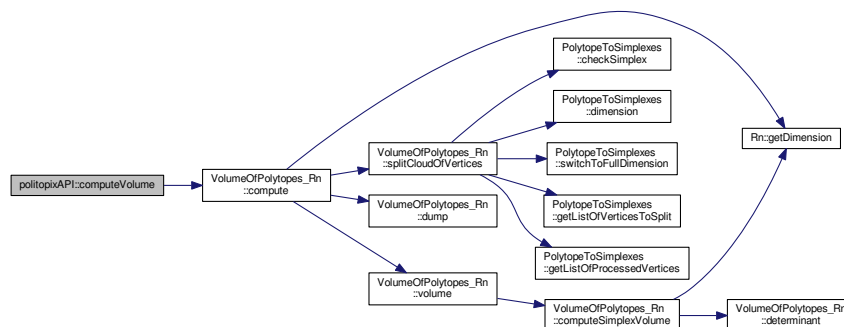 politopixAPI::computeVolume
VolumeOfPolytopes_Rn
::compute
VolumeOfPolytopes_Rn
::splitCloudOfVertices
VolumeOfPolytopes_Rn
::dump
VolumeOfPolytopes_Rn
::volume
PolytopeToSimplexes
::checkSimplex
PolytopeToSimplexes
::dimension
PolytopeToSimplexes
::switchToFullDimension
PolytopeToSimplexes
::getListOfVerticesToSplit
PolytopeToSimplexes
::getListOfProcessedVertices
VolumeOfPolytopes_Rn
::computeSimplexVolume
Rn::getDimension
VolumeOfPolytopes_Rn
::determinant